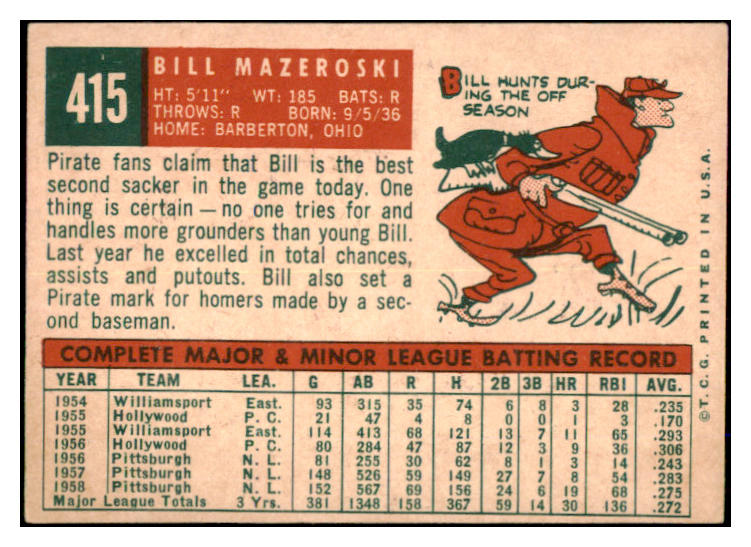 415
BILL MAZEROSKI
HT: 5'11" WT: 185 BATS: R
THROWS: R BORN: 9/5/36
HOME: BARBERTON, OHIO
Pirate fans claim that Bill is the best
second sacker in the game today. One
thing is certain — no one tries for and
handles more grounders than young Bill.
Last year he excelled in total chances,
assists and putouts. Bill also set a
Pirate mark for homers made by a sec-
ond baseman.
BILL HUNTS DUR-
ING THE OFF
SEASON
COMPLETE MAJOR & MINOR LEAGUE BATTING RECORD
YEAR TEAM LEA. G AB R H 2B 3B HR RBI AVG.
1954 Williamsport East. 93 315 35 74 6 8 3 28 .235
1955 Hollywood P. C. 21 47 4 8 0 0 1 3 .170
1955 Williamsport East. 114 413 68 121 13 7 11 65 .293
1956 Hollywood P. C. 80 284 47 87 12 3 9 36 .306
1956 Pittsburgh N. L. 81 255 30 62 8 1 3 14 .243
1957 Pittsburgh N. L. 148 526 59 149 27 7 8 54 .283
1958 Pittsburgh N. L. 152 567 69 156 24 6 19 68 .275
Major League Totals 3 Yrs. 381 1348 158 367 59 14 30 136 .272
© T. C. G. PRINTED IN U.S.A.